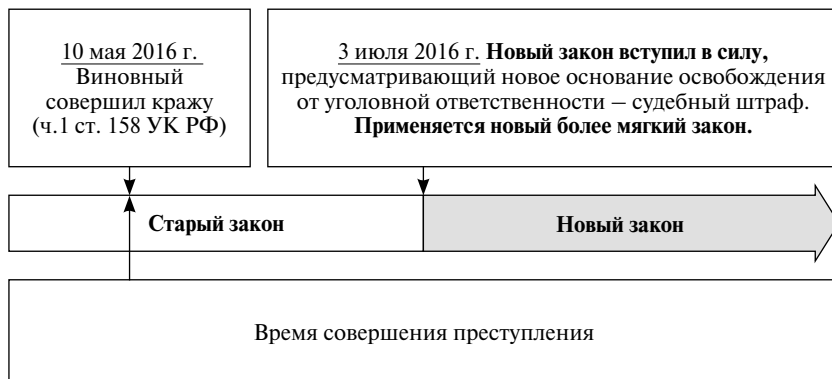 10 мая 2016 г.
Виновный
совершил кражу
(ч.1 ст. 158 УК РФ)
3 июля 2016 г. Новый закон вступил в силу,
предусматривающий новое основание освобождения
от уголовной ответственности – судебный штраф.
Применяется новый более мягкий закон.
Старый закон
Новый закон
Время совершения преступления